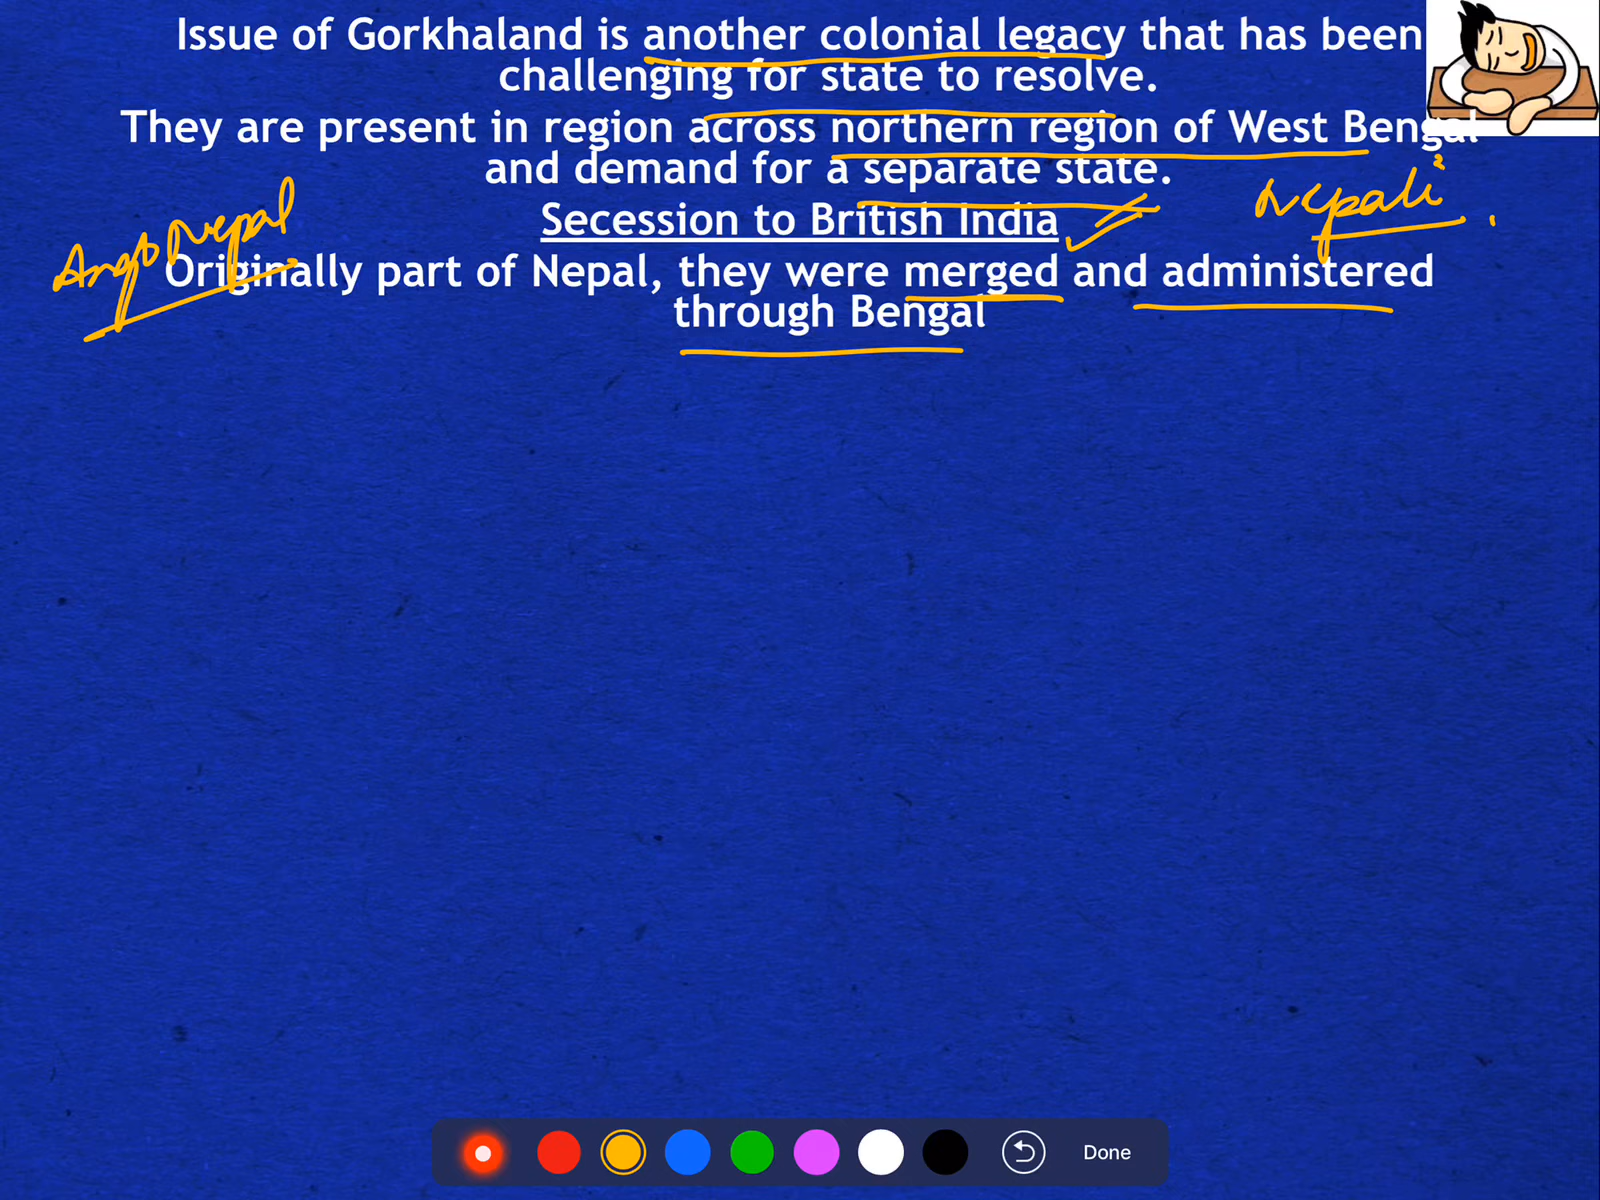 Issue of Gorkhaland is another colonial legacy that has been
challenging for state to resolve.
They are present in region across northern region of West Bengal
and demand for a separate state.
Nepali
Secession to British India
Anglo Nepal
Originally part of Nepal, they were merged and administered
through Bengal
Done